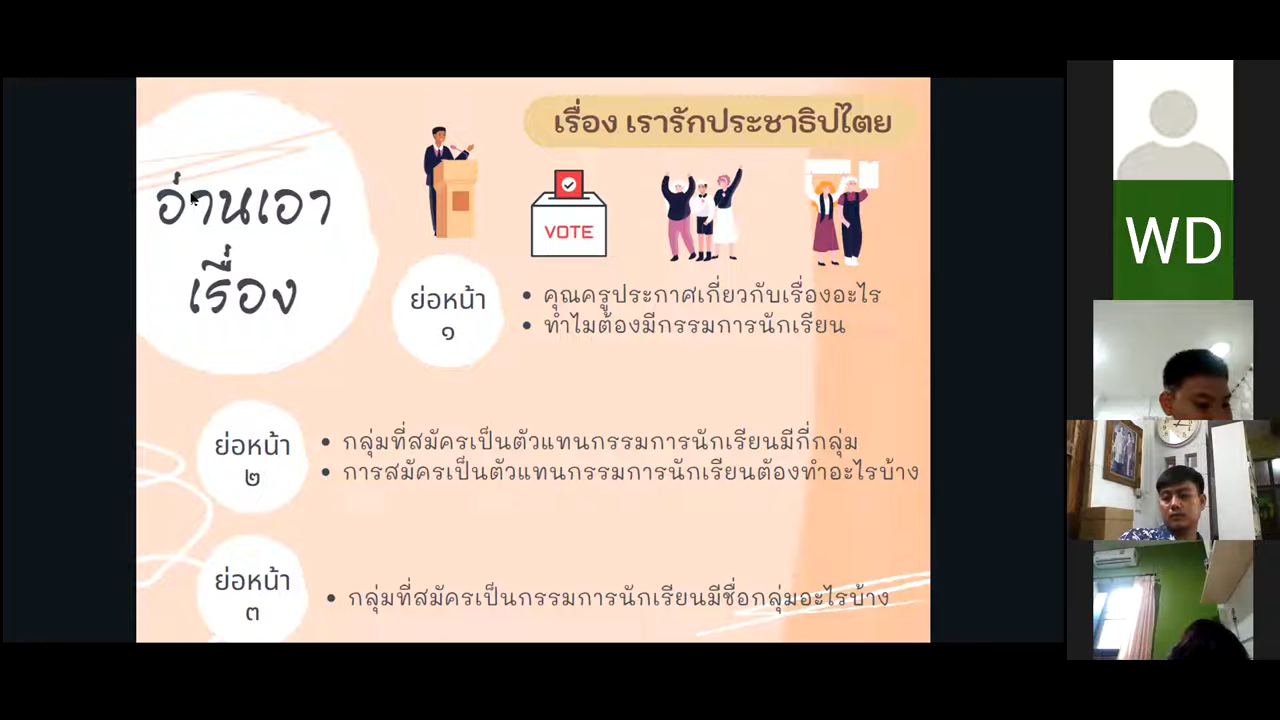 เรื่อง เรารักประชาธิปไตย
อ่านเอา
เรื่อง
VOTE
ย่อหน้า
๑
คุณครูประกาศเกี่ยวกับเรื่องอะไร
ทำไมต้องมีกรรมการนักเรียน
ย่อหน้า
๒
กลุ่มที่สมัครเป็นตัวแทนกรรมการนักเรียนมีกี่กลุ่ม
การสมัครเป็นตัวแทนกรรมการนักเรียนต้องทำอะไรบ้าง
ย่อหน้า
๓
กลุ่มที่สมัครเป็นกรรมการนักเรียนมีชื่อกลุ่มอะไรบ้าง
WD